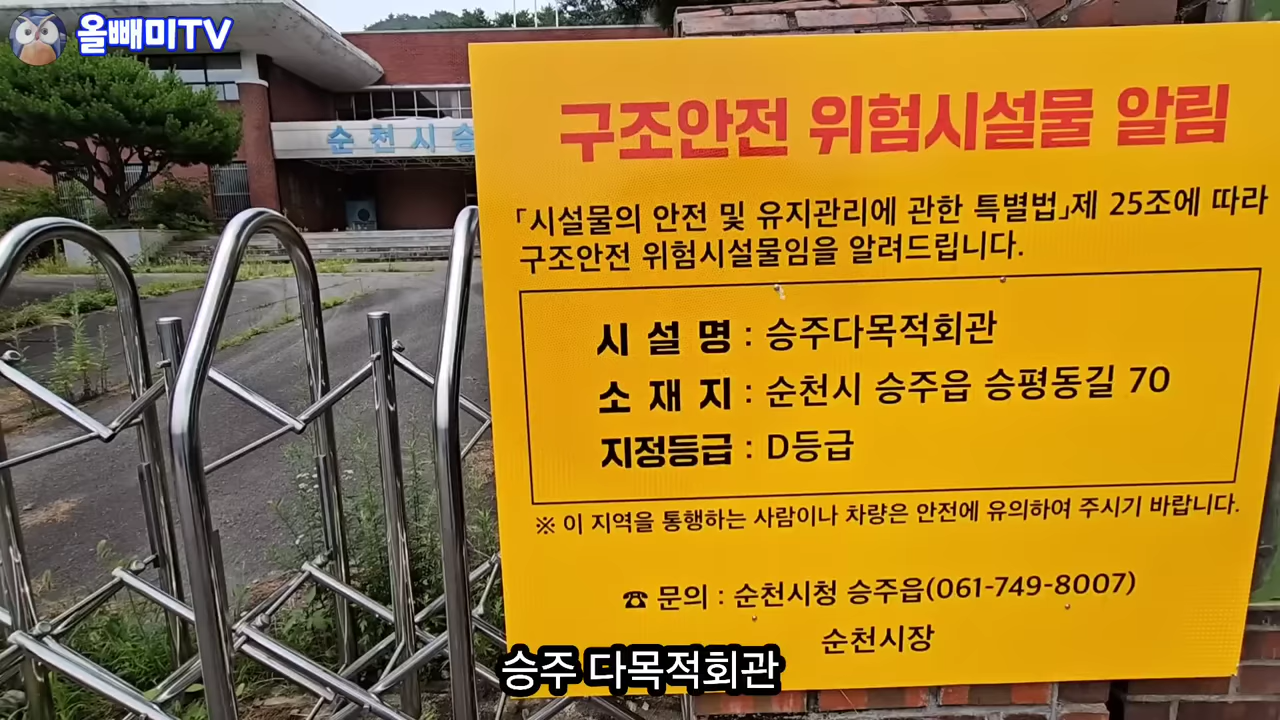 올빼미TV
순천시승
구조안전 위험시설물 알림
「시설물의 안전 및 유지관리에 관한 특별법」제 25조에 따라
구조안전 위험시설물임을 알려드립니다.
시 설 명 : 승주다목적회관
소 재 지 : 순천시 승주읍 승평동길 70
지정등급 : D등급
※ 이 지역을 통행하는 사람이나 차량은 안전에 유의하여 주시기 바랍니다.
☎ 문의 : 순천시청 승주읍(061-749-8007)
순천시장
승주 다목적회관